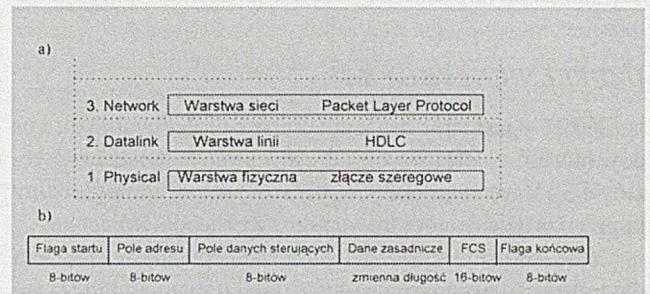 a)
3. Network Warstwa sieci Packet Layer Protocol
2. Datalink Warstwa linii HDLC
1 Physical Warstwa fizyczna złącze szeregowe
b)
Flaga startu Pole adresu Pole danych sterujących Dane zasadnicze FCS Flaga końcowa
8-bitów 8-bitów 8-bitów zmienna długość 16-bitów 8-bitów